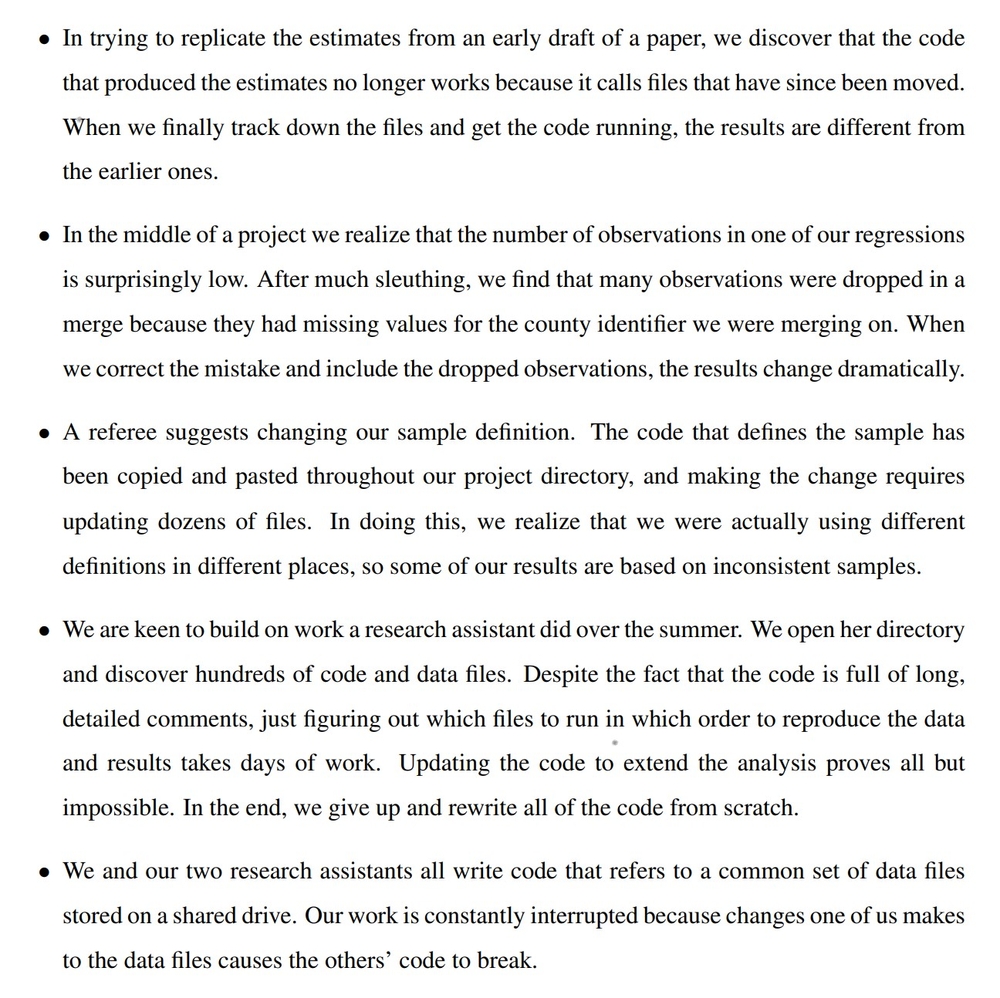 • In trying to replicate the estimates from an early draft of a paper, we discover that the code
that produced the estimates no longer works because it calls files that have since been moved.
When we finally track down the files and get the code running, the results are different from
the earlier ones.
• In the middle of a project we realize that the number of observations in one of our regressions
is surprisingly low. After much sleuthing, we find that many observations were dropped in a
merge because they had missing values for the county identifier we were merging on. When
we correct the mistake and include the dropped observations, the results change dramatically.
• A referee suggests changing our sample definition. The code that defines the sample has
been copied and pasted throughout our project directory, and making the change requires
updating dozens of files. In doing this, we realize that we were actually using different
definitions in different places, so some of our results are based on inconsistent samples.
• We are keen to build on work a research assistant did over the summer. We open her directory
and discover hundreds of code and data files. Despite the fact that the code is full of long,
detailed comments, just figuring out which files to run in which order to reproduce the data
and results takes days of work. Updating the code to extend the analysis proves all but
impossible. In the end, we give up and rewrite all of the code from scratch.
• We and our two research assistants all write code that refers to a common set of data files
stored on a shared drive. Our work is constantly interrupted because changes one of us makes
to the data files causes the others’ code to break.